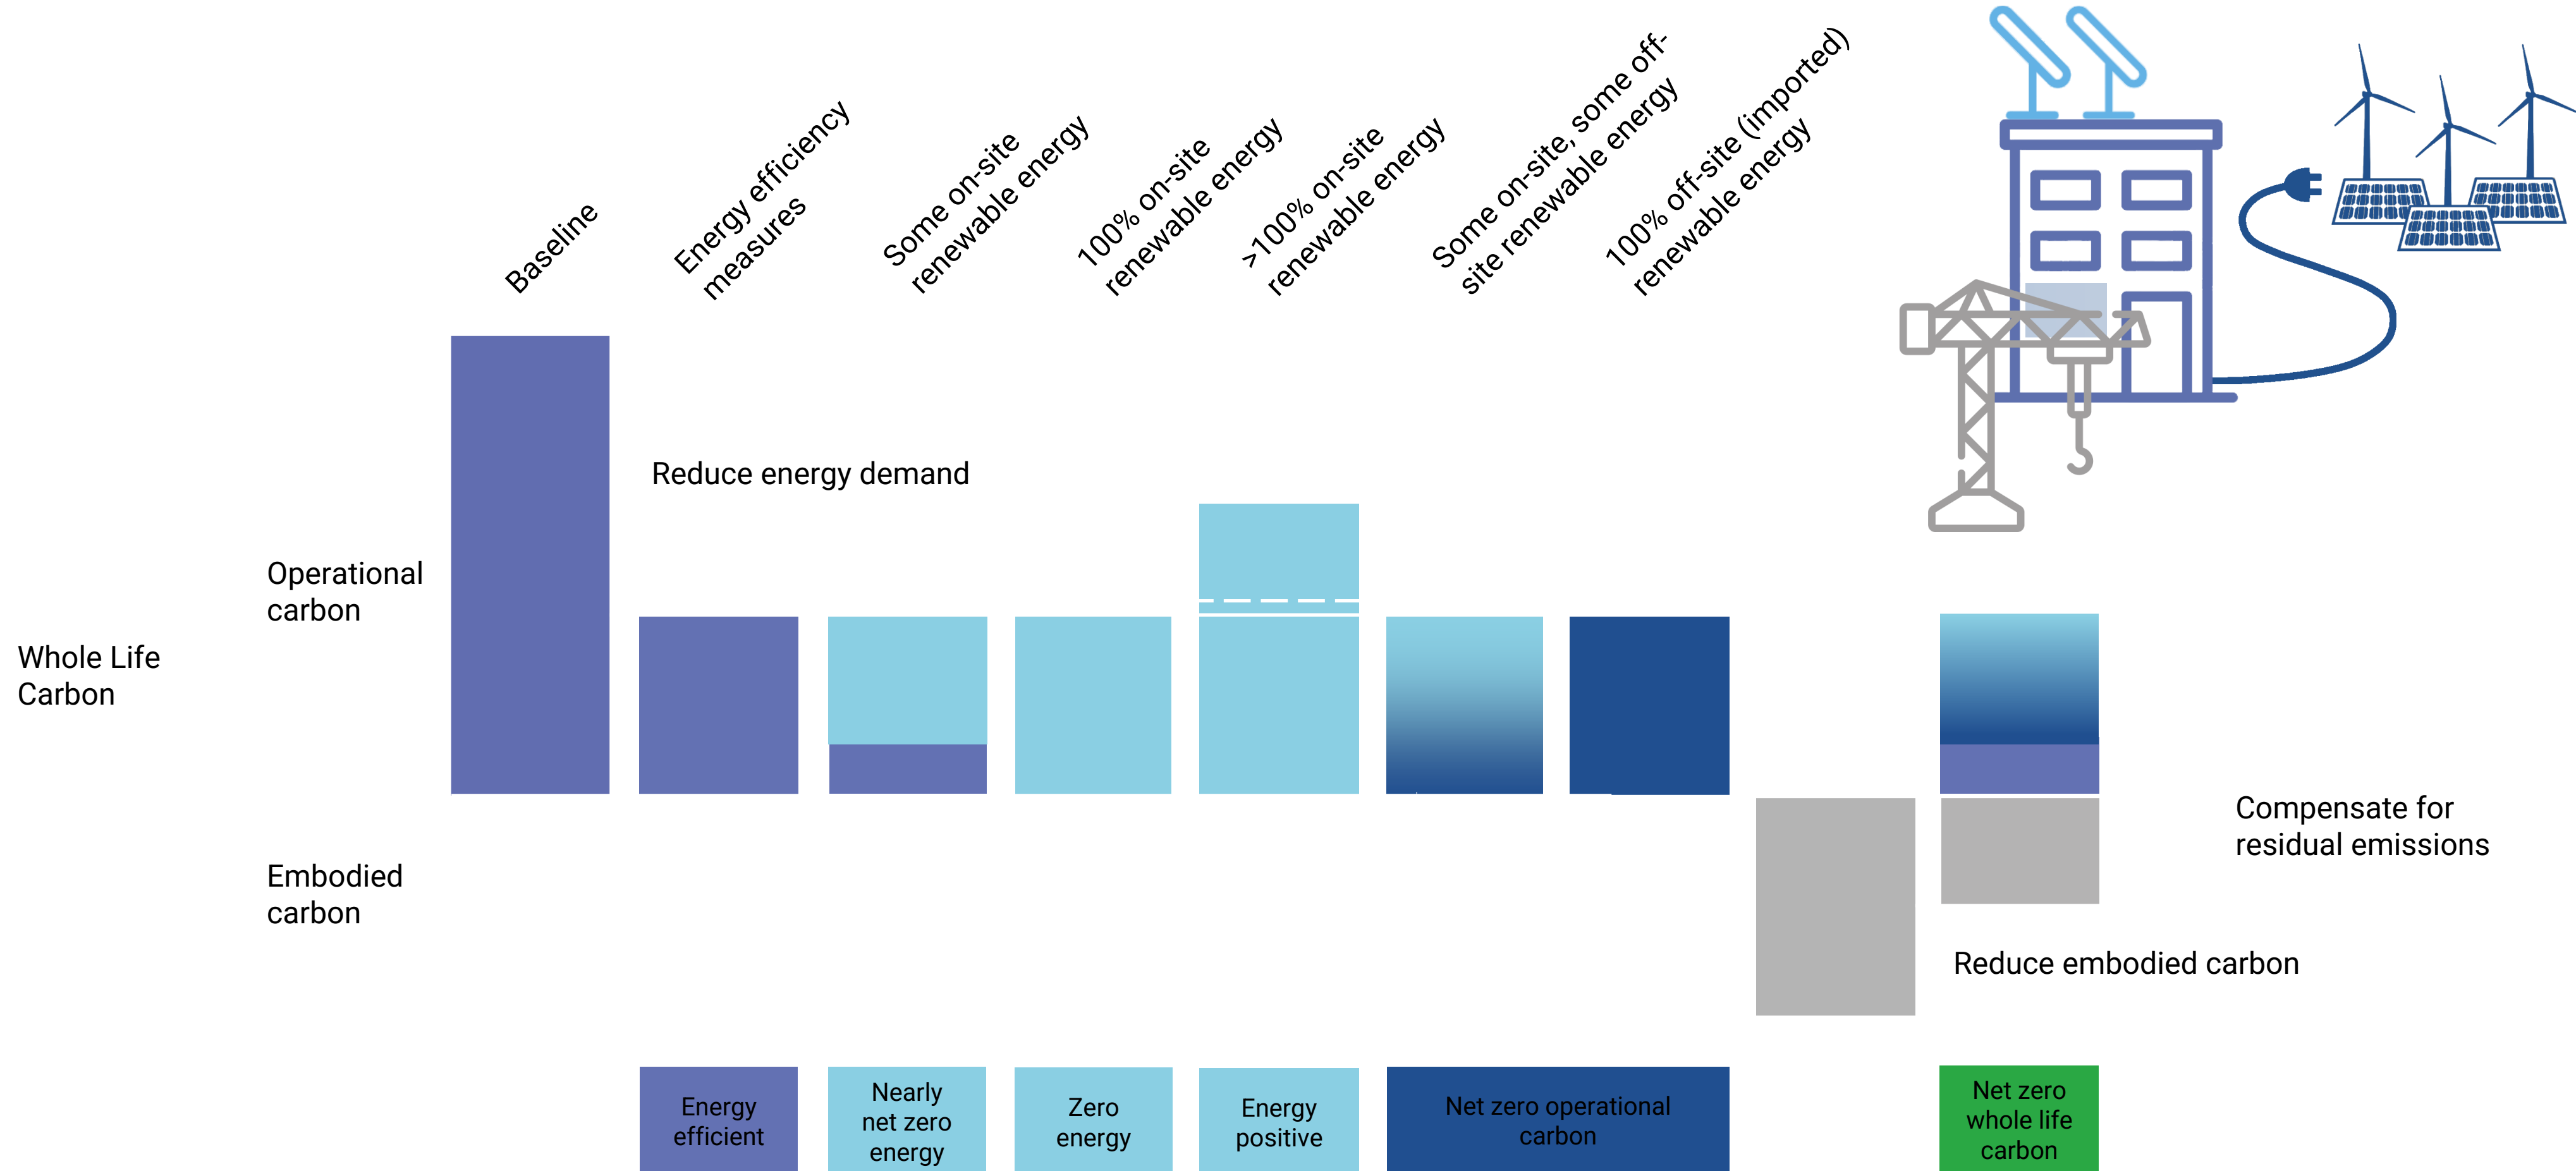 Baseline
Energy efficiency
measures
Some on-site
renewable energy
100% on-site
renewable energy
>100% on-site
renewable energy
Some on-site, some off-
site renewable energy
100% off-site (imported)
renewable energy
Reduce energy demand
Operational
carbon
Whole Life
Carbon
Compensate for
residual emissions
Embodied
carbon
Reduce embodied carbon
Energy
efficient
Nearly
net zero
energy
Zero
energy
Energy
positive
Net zero operational
carbon
Net zero
whole life
carbon